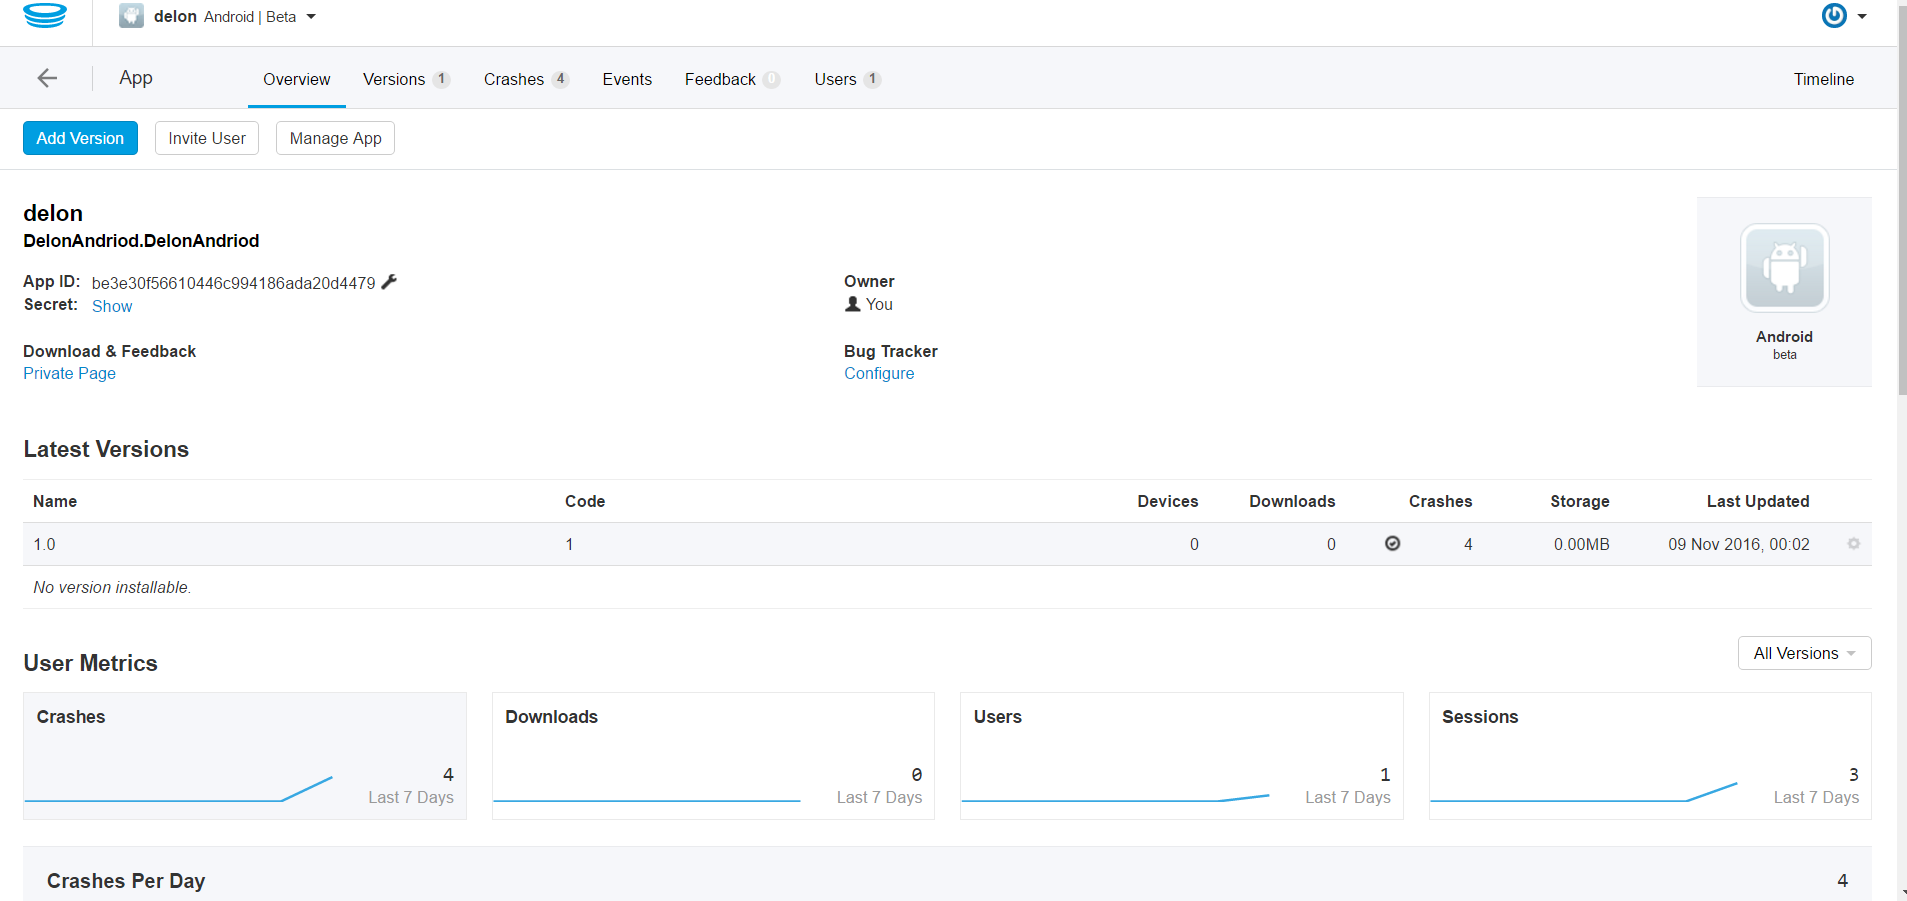 delon Android | Beta
App Overview Versions 1 Crashes 4 Events Feedback 0 Users 1 Timeline
Add Version Invite User Manage App
delon
DelonAndriod.DelonAndriod
App ID: be3e30f56610446c994186ada20d4479
Secret: Show
Owner
You
Download & Feedback
Private Page
Bug Tracker
Configure
Android
beta
Latest Versions
Name Code Devices Downloads Crashes Storage Last Updated
1.0 1 0 0 4 0.00MB 09 Nov 2016, 00:02
No version installable.
User Metrics
All Versions
Crashes
4
Last 7 Days
Downloads
0
Last 7 Days
Users
1
Last 7 Days
Sessions
3
Last 7 Days
Crashes Per Day 4